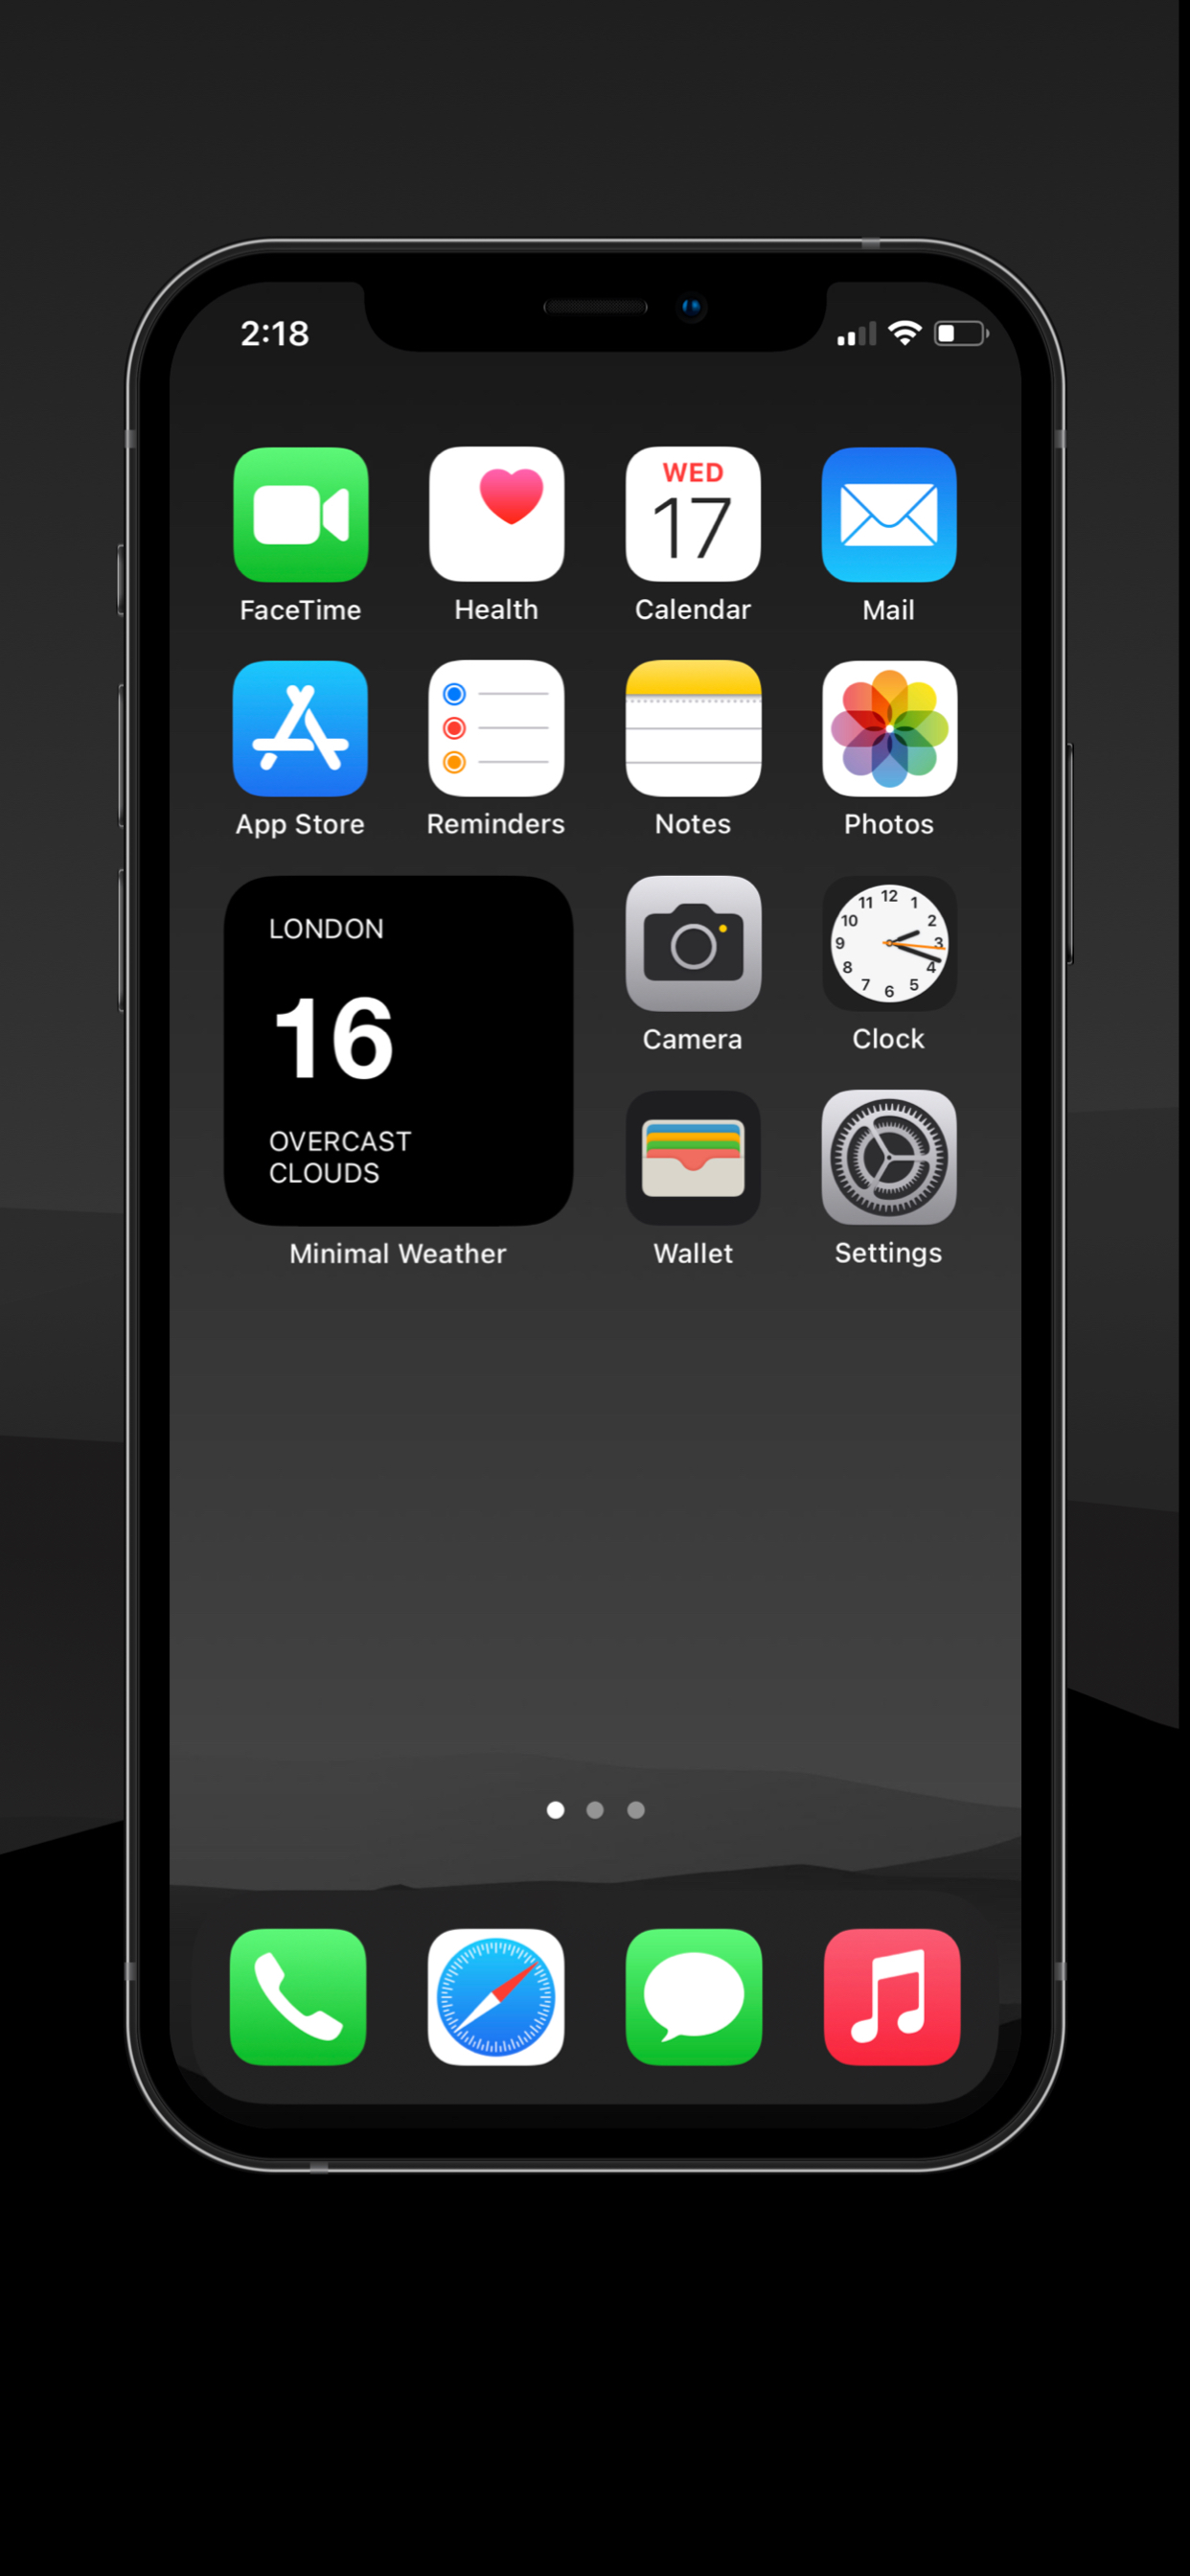 2:18
WED
17
FaceTime Health Calendar Mail
App Store Reminders Notes Photos
LONDON
16
OVERCAST
CLOUDS
12
11 1
10 2
9 3
8 4
7 5
6
Camera Clock
Minimal Weather Wallet Settings